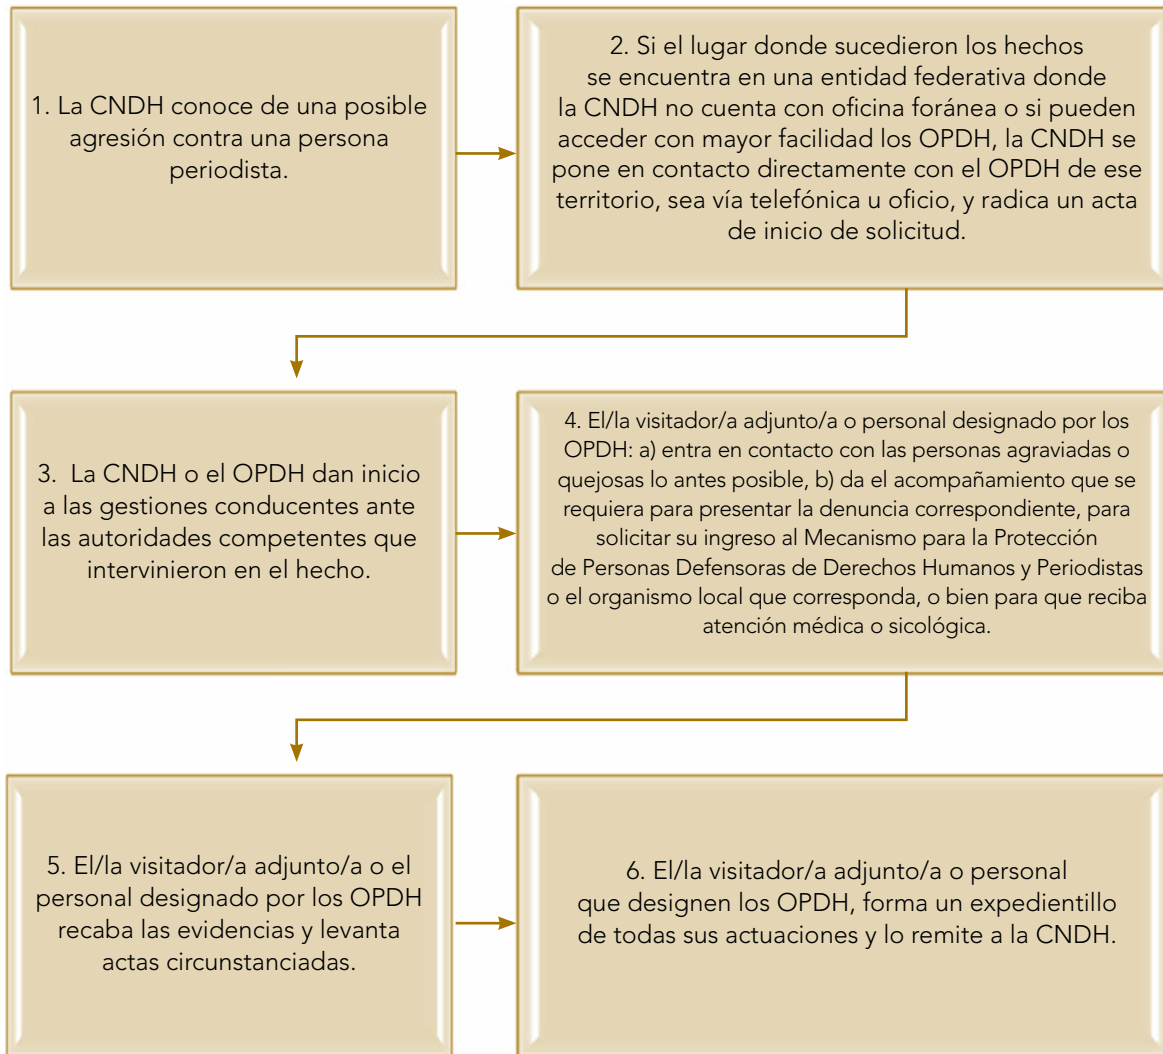 1. La CNDH conoce de una posible
agresión contra una persona
periodista.
2. Si el lugar donde sucedieron los hechos
se encuentra en una entidad federativa donde
la CNDH no cuenta con oficina foránea o si pueden
acceder con mayor facilidad los OPDH, la CNDH se
pone en contacto directamente con el OPDH de ese
territorio, sea vía telefónica u oficio, y radica un acta
de inicio de solicitud.
3. La CNDH o el OPDH dan inicio
a las gestiones conducentes ante
las autoridades competentes que
intervinieron en el hecho.
4. El/la visitador/a adjunto/a o personal designado por los
OPDH: a) entra en contacto con las personas agraviadas o
quejosas lo antes posible, b) da el acompañamiento que se
requiera para presentar la denuncia correspondiente, para
solicitar su ingreso al Mecanismo para la Protección
de Personas Defensoras de Derechos Humanos y Periodistas
o el organismo local que corresponda, o bien para que reciba
atención médica o sicológica.
5. El/la visitador/a adjunto/a o el
personal designado por los OPDH
recaba las evidencias y levanta
actas circunstanciadas.
6. El/la visitador/a adjunto/a o personal
que designen los OPDH, forma un expedientillo
de todas sus actuaciones y lo remite a la CNDH.